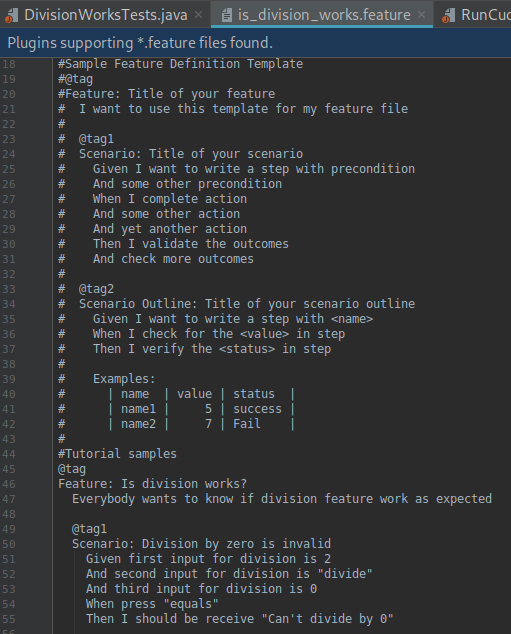 DivisionWorksTests.java × is_division_works.feature × RunCuc
Plugins supporting *.feature files found.
18 #Sample Feature Definition Template
19 #@tag
20 #Feature: Title of your feature
21 #  I want to use this template for my feature file
22 #
23 #  @tag1
24 #  Scenario: Title of your scenario
25 #    Given I want to write a step with precondition
26 #    And some other precondition
27 #    When I complete action
28 #    And some other action
29 #    And yet another action
30 #    Then I validate the outcomes
31 #    And check more outcomes
32 #
33 #  @tag2
34 #  Scenario Outline: Title of your scenario outline
35 #    Given I want to write a step with <name>
36 #    When I check for the <value> in step
37 #    Then I verify the <status> in step
38 #
39 #    Examples:
40 #      | name  | value | status  |
41 #      | name1 |     5 | success |
42 #      | name2 |     7 | Fail    |
43 #
44 #Tutorial samples
45 @tag
46 Feature: Is division works?
47   Everybody wants to know if division feature work as expected
48
49   @tag1
50   Scenario: Division by zero is invalid
51     Given first input for division is 2
52     And second input for division is "divide"
53     And third input for division is 0
54     When press "equals"
55     Then I should be receive "Can't divide by 0"
56